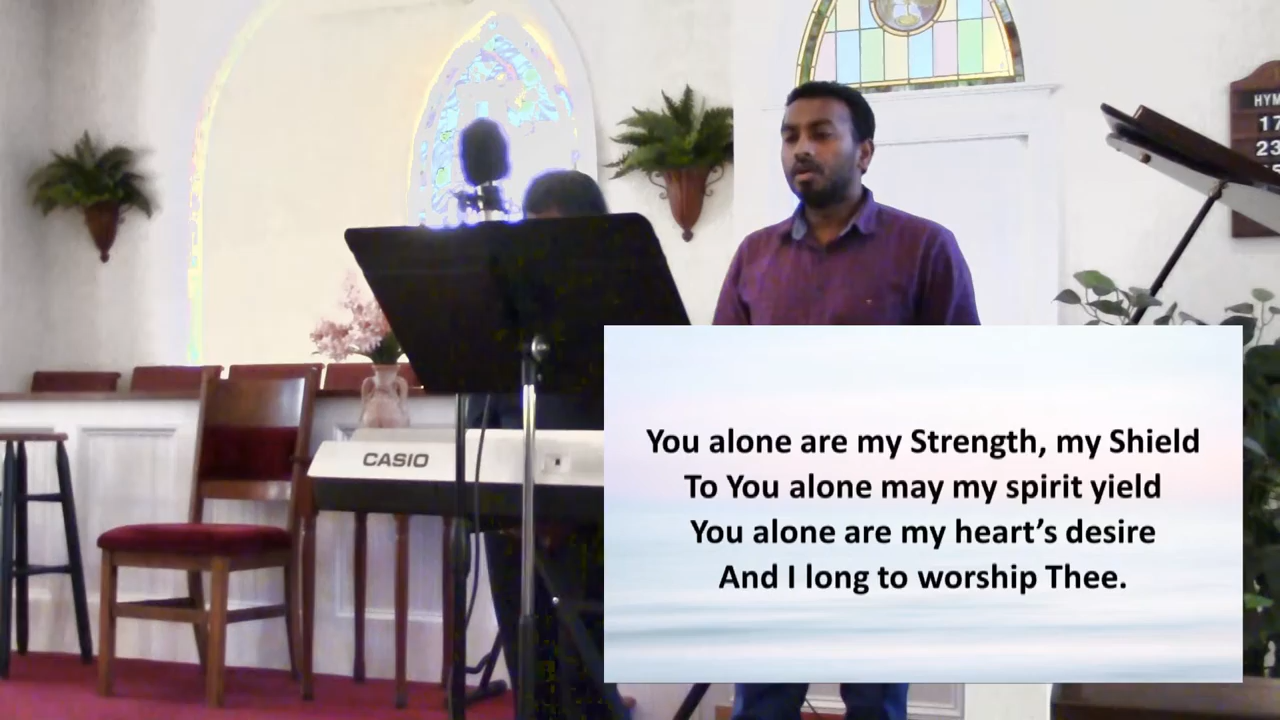 HYM
17
23
CASIO
You alone are my Strength, my Shield
To You alone may my spirit yield
You alone are my heart’s desire
And I long to worship Thee.